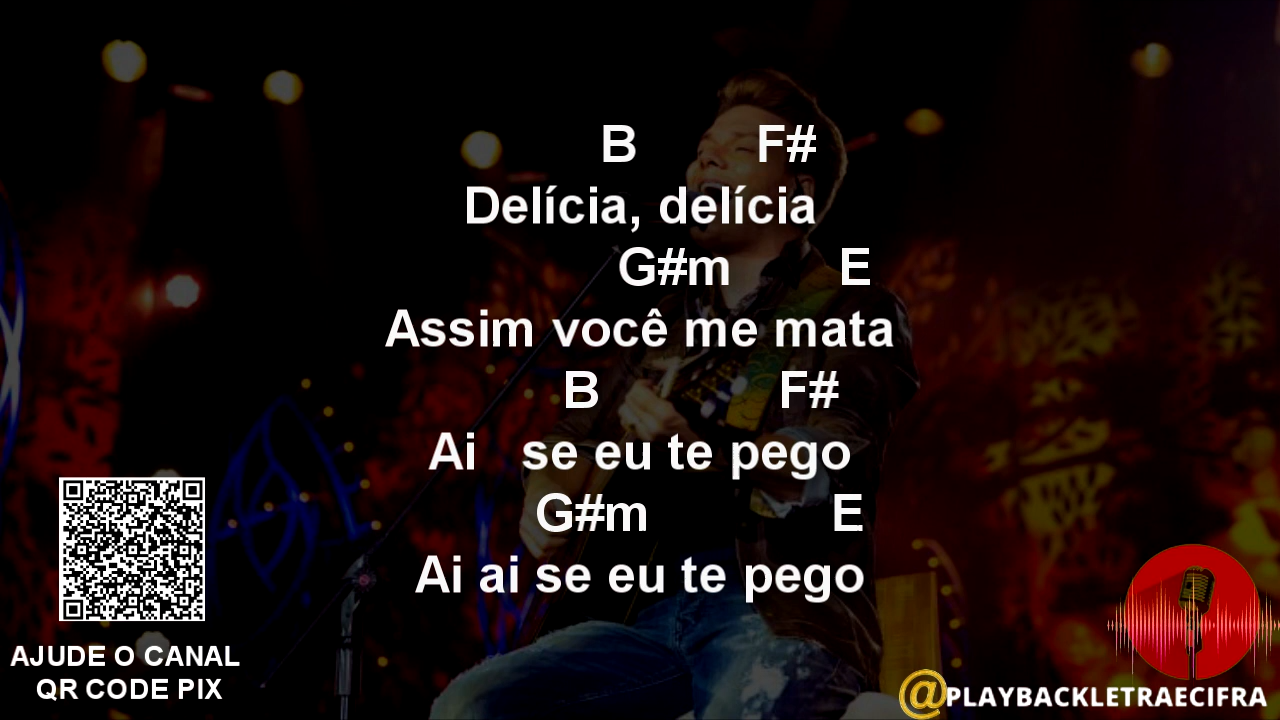 B F#
Delícia, delícia
G#m E
Assim você me mata
B F#
Ai se eu te pego
G#m E
Ai ai se eu te pego
AJUDE O CANAL
QR CODE PIX
@PLAYBACKLETRAECIFRA